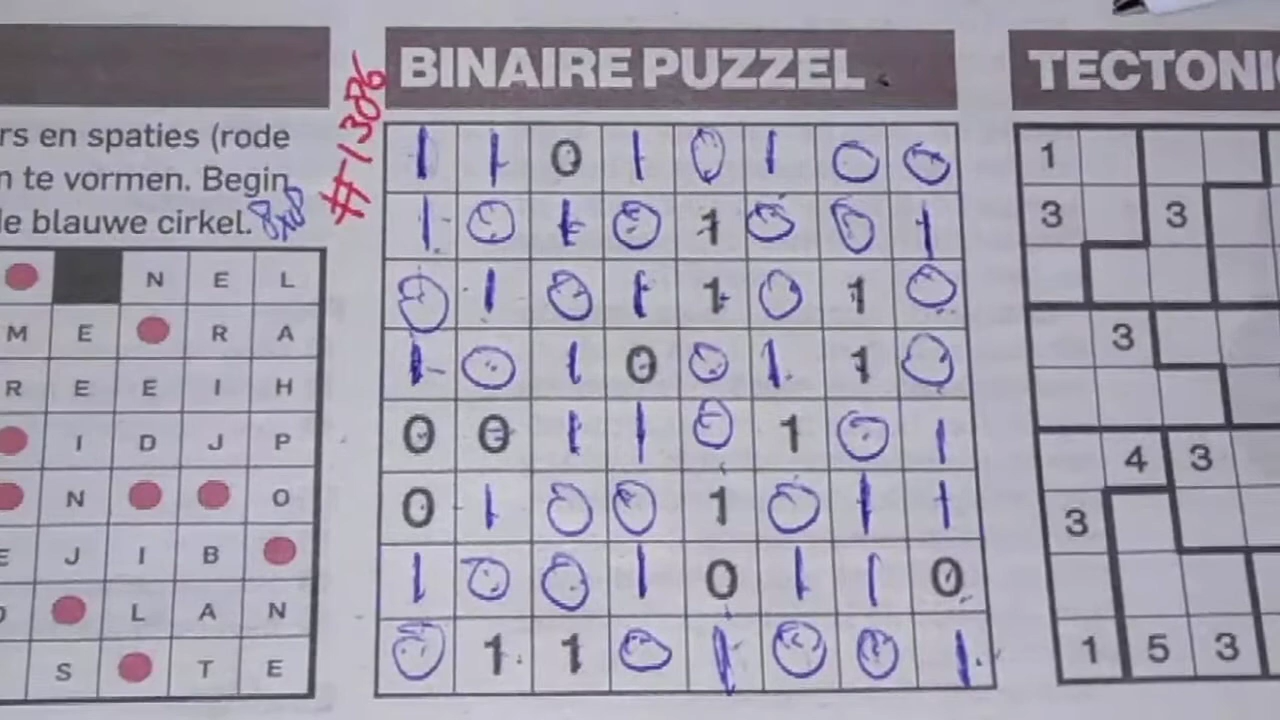 BINAIRE PUZZEL
TECTONI
#1308
rs en spaties (rode
n te vormen. Begin
le blauwe cirkel. 8x8
1 1 0 1 0 1 0 0
1 0 1 0 1 0 0 1
0 1 0 1 1 0 1 0
1 0 1 0 0 1 1 0
0 0 1 1 0 1 0 1
0 1 0 0 1 0 1 1
1 0 0 1 0 1 1 0
0 1 1 0 1 0 0 1
N E L
M E R A
R E E I H
I D J P
N O
E J I B
L A N
S T E
1
3 3
3
4 3
3
1 5 3